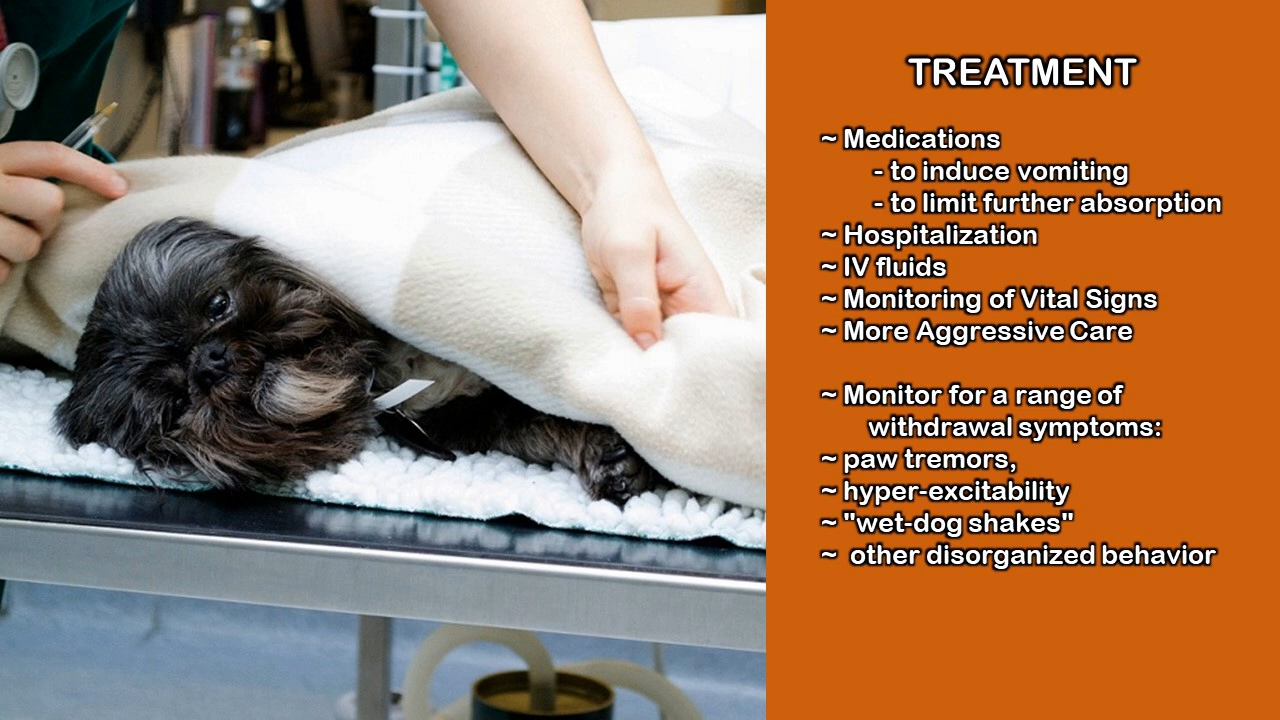 TREATMENT
~ Medications
- to induce vomiting
- to limit further absorption
~ Hospitalization
~ IV fluids
~ Monitoring of Vital Signs
~ More Aggressive Care
~ Monitor for a range of
withdrawal symptoms:
~ paw tremors,
~ hyper-excitability
~ "wet-dog shakes"
~ other disorganized behavior